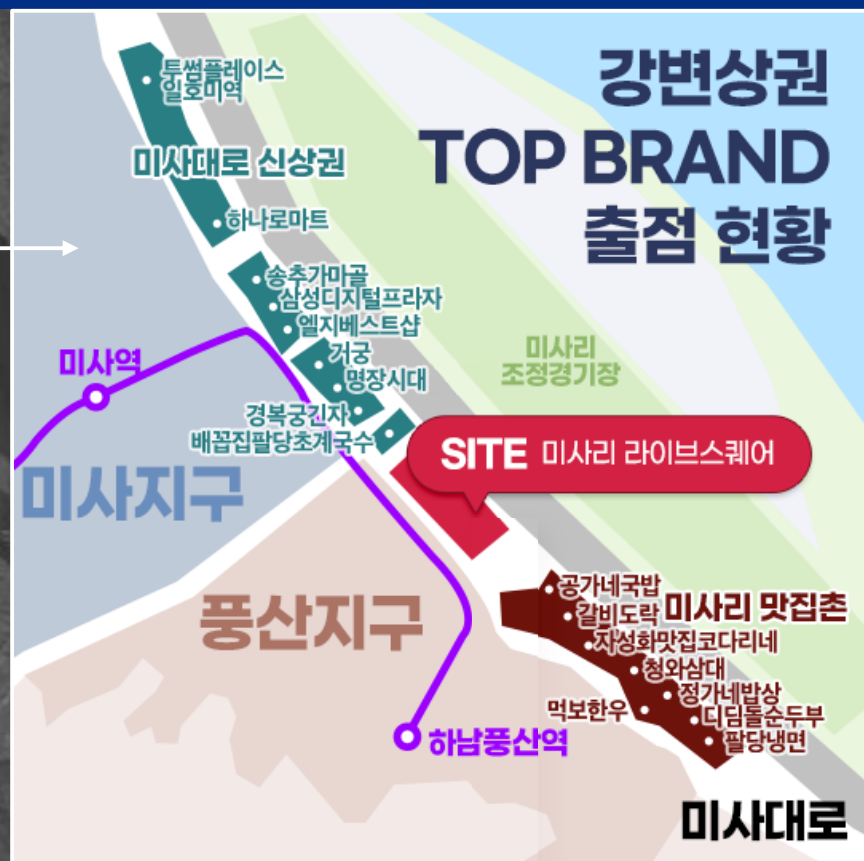 강변상권
TOP BRAND
출점 현황
투썸플레이스
일호미역
미사대로 신상권
하나로마트
송추가마골
삼성디지털프라자
엘지베스트샵
거궁
명장시대
경복궁긴자
배꼽집팔당초계국수
미사리
조정경기장
미사역
미사지구
SITE 미사리 라이브스퀘어
풍산지구
공가네국밥
갈비도락
미사리 맛집촌
자성화맛집코다리네
청와삼대
정가네밥상
먹보한우
디딤돌순두부
팔당냉면
하남풍산역
미사대로